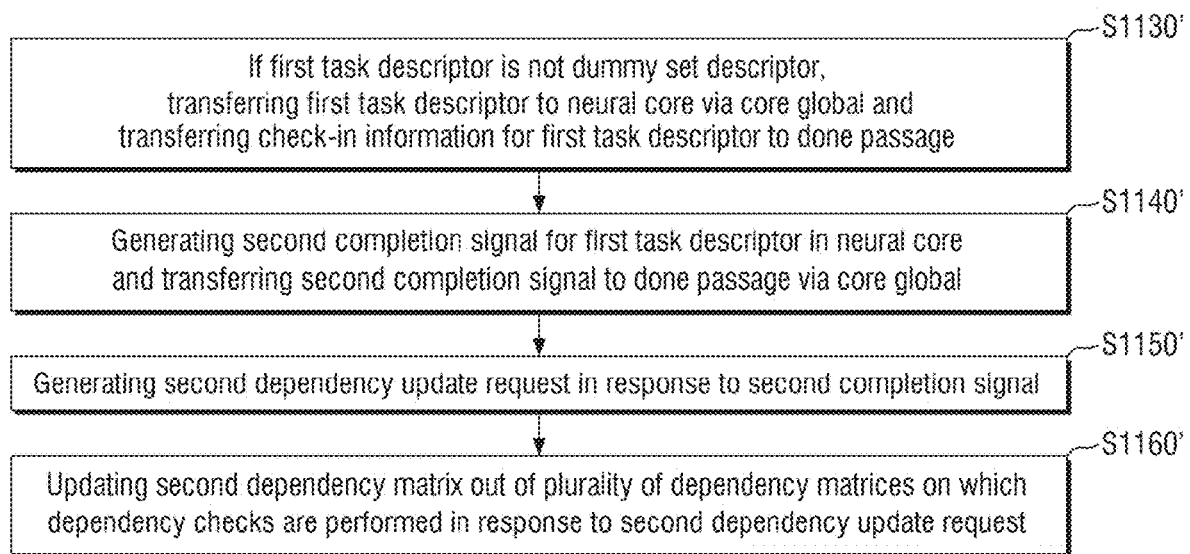 S1130'
If first task descriptor is not dummy set descriptor,
transferring first task descriptor to neural core via core global and
transferring check-in information for first task descriptor to done passage
S1140'
Generating second completion signal for first task descriptor in neural core
and transferring second completion signal to done passage via core global
S1150'
Generating second dependency update request in response to second completion signal
S1160'
Updating second dependency matrix out of plurality of dependency matrices on which
dependency checks are performed in response to second dependency update request